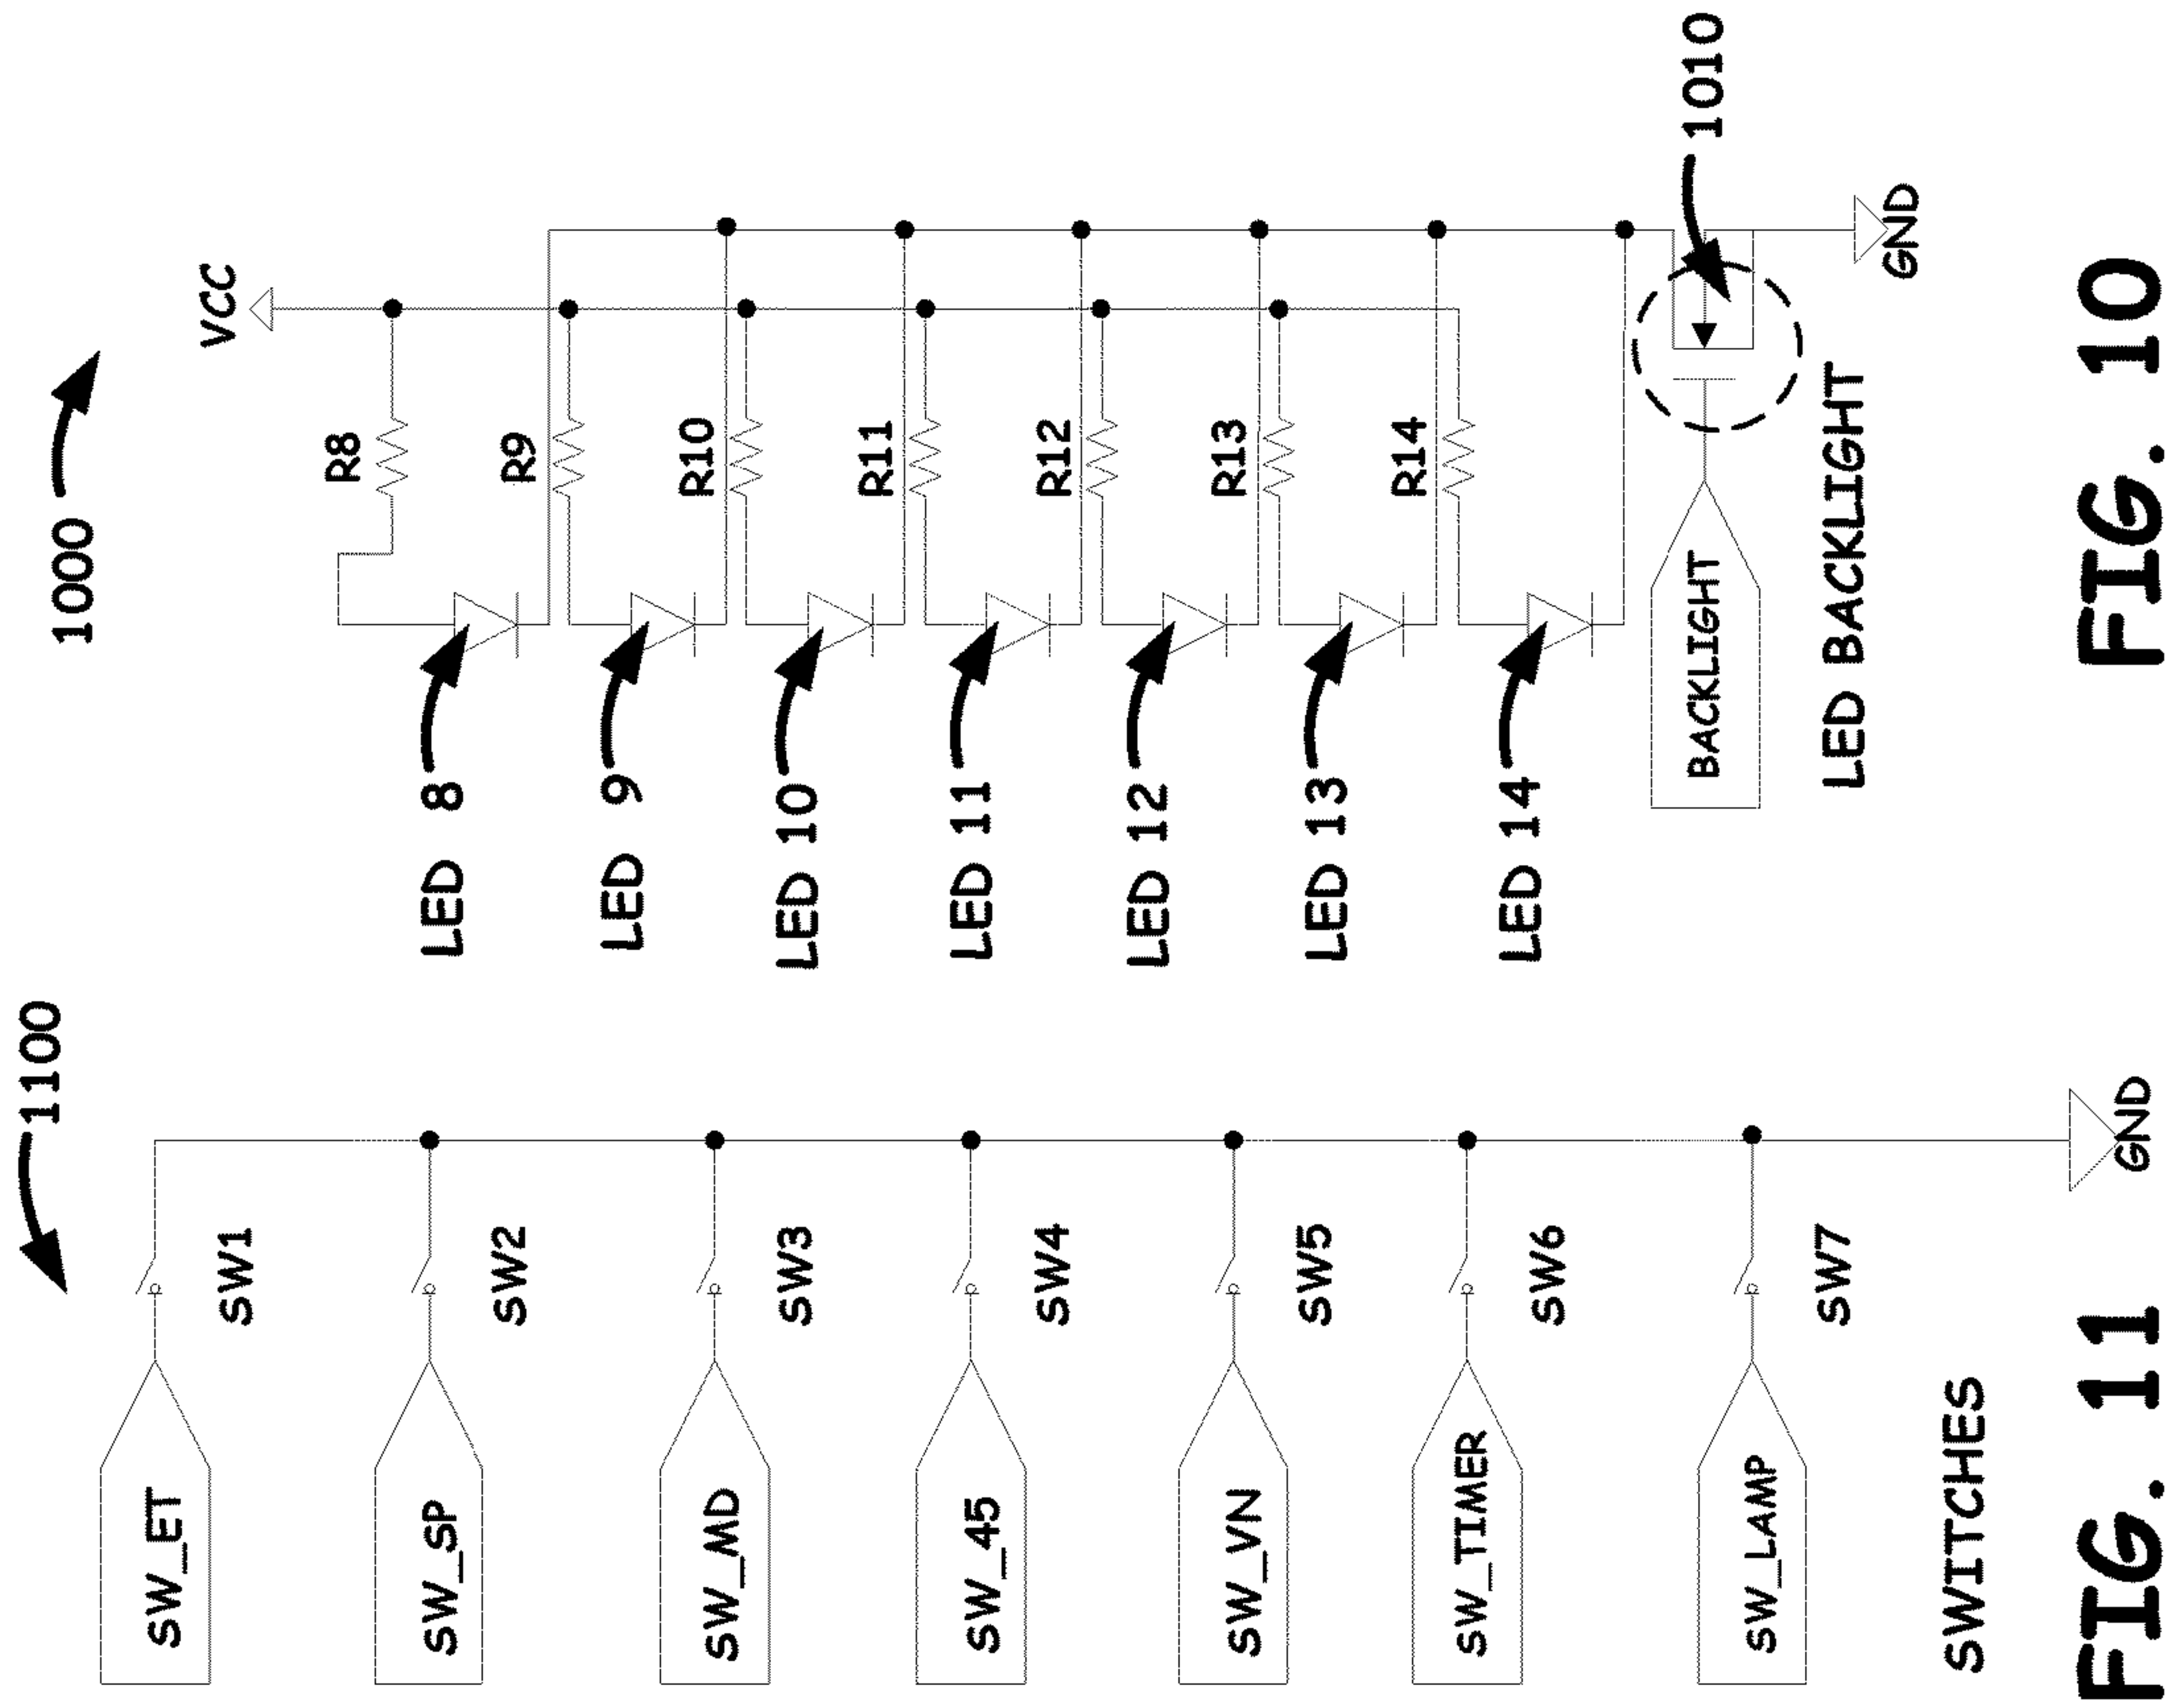 1000
VCC
R8
R9
R10
R11
R12
R13
R14
1010
GND
LED 8
LED 9
LED 10
LED 11
LED 12
LED 13
LED 14
BACKLIGHT
LED BACKLIGHT
FIG. 10
1100
SW_ET
SW1
SW_SP
SW2
SW_MD
SW3
SW_45
SW4
SW_VN
SW5
SW_TIMER
SW6
SW_LAMP
SW7
GND
SWITCHES
FIG. 11